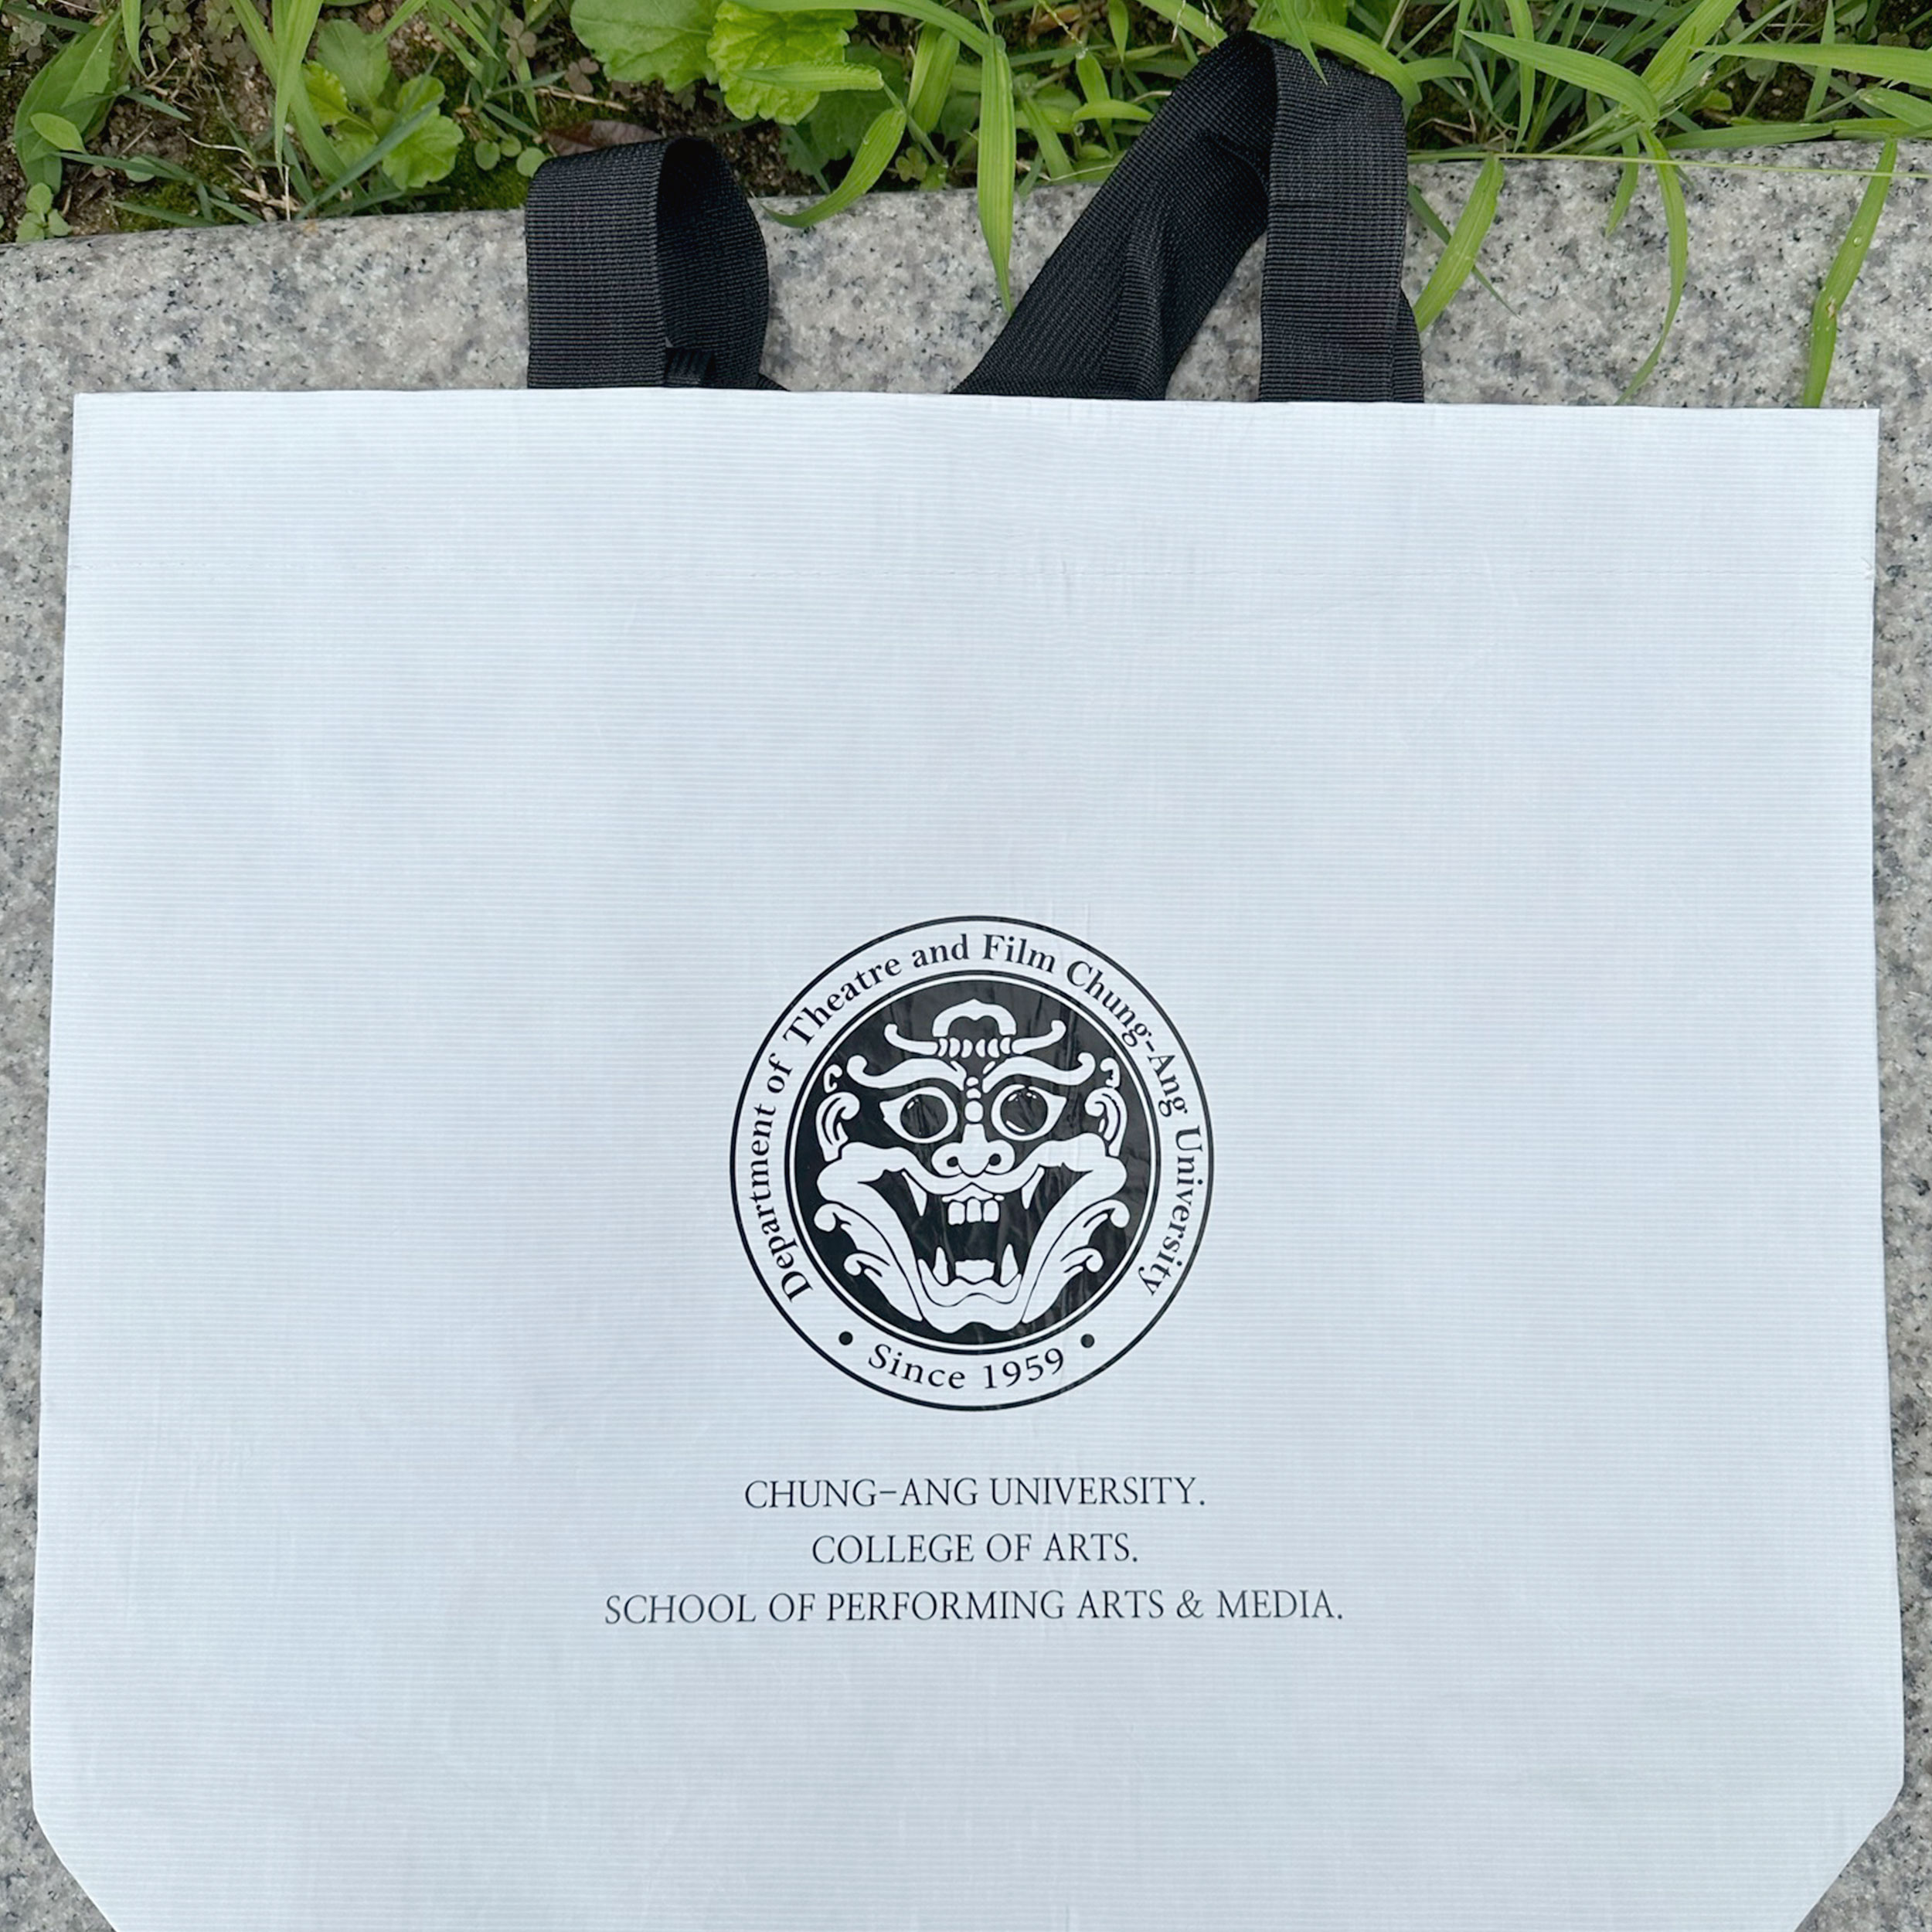 Department of Theatre and Film Chung-Ang University
• Since 1959 •
CHUNG-ANG UNIVERSITY.
COLLEGE OF ARTS.
SCHOOL OF PERFORMING ARTS & MEDIA.